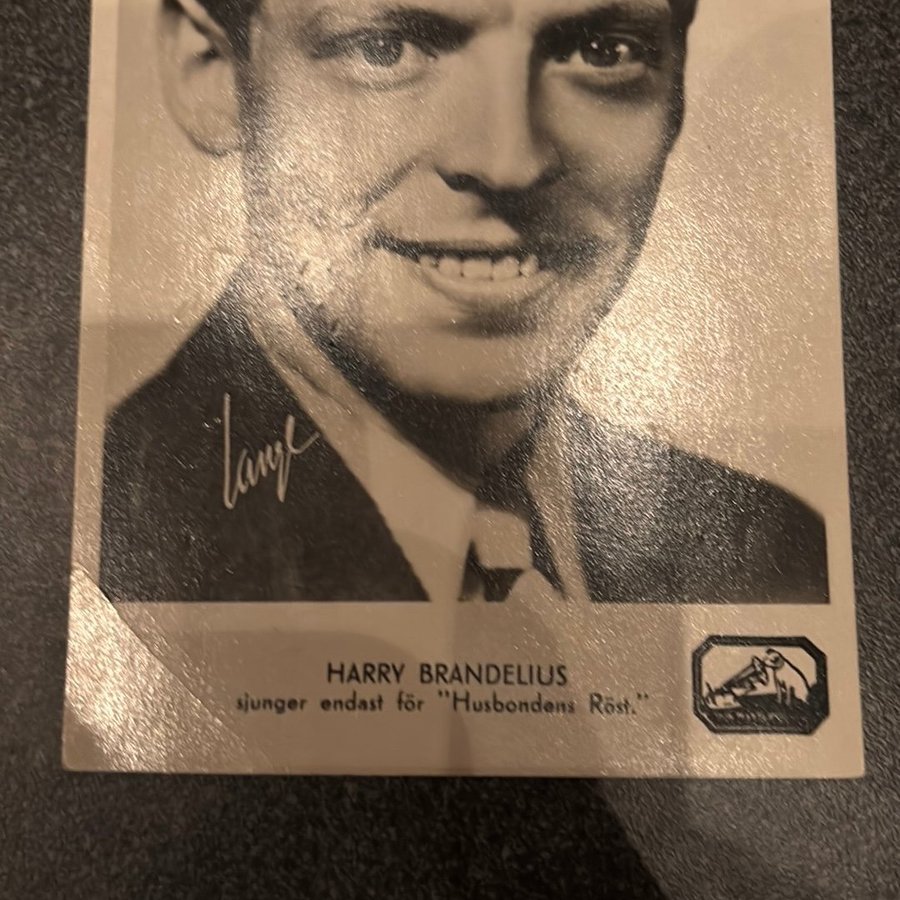 Lange
HARRY BRANDELIUS
sjunger endast för "Husbondens Röst."